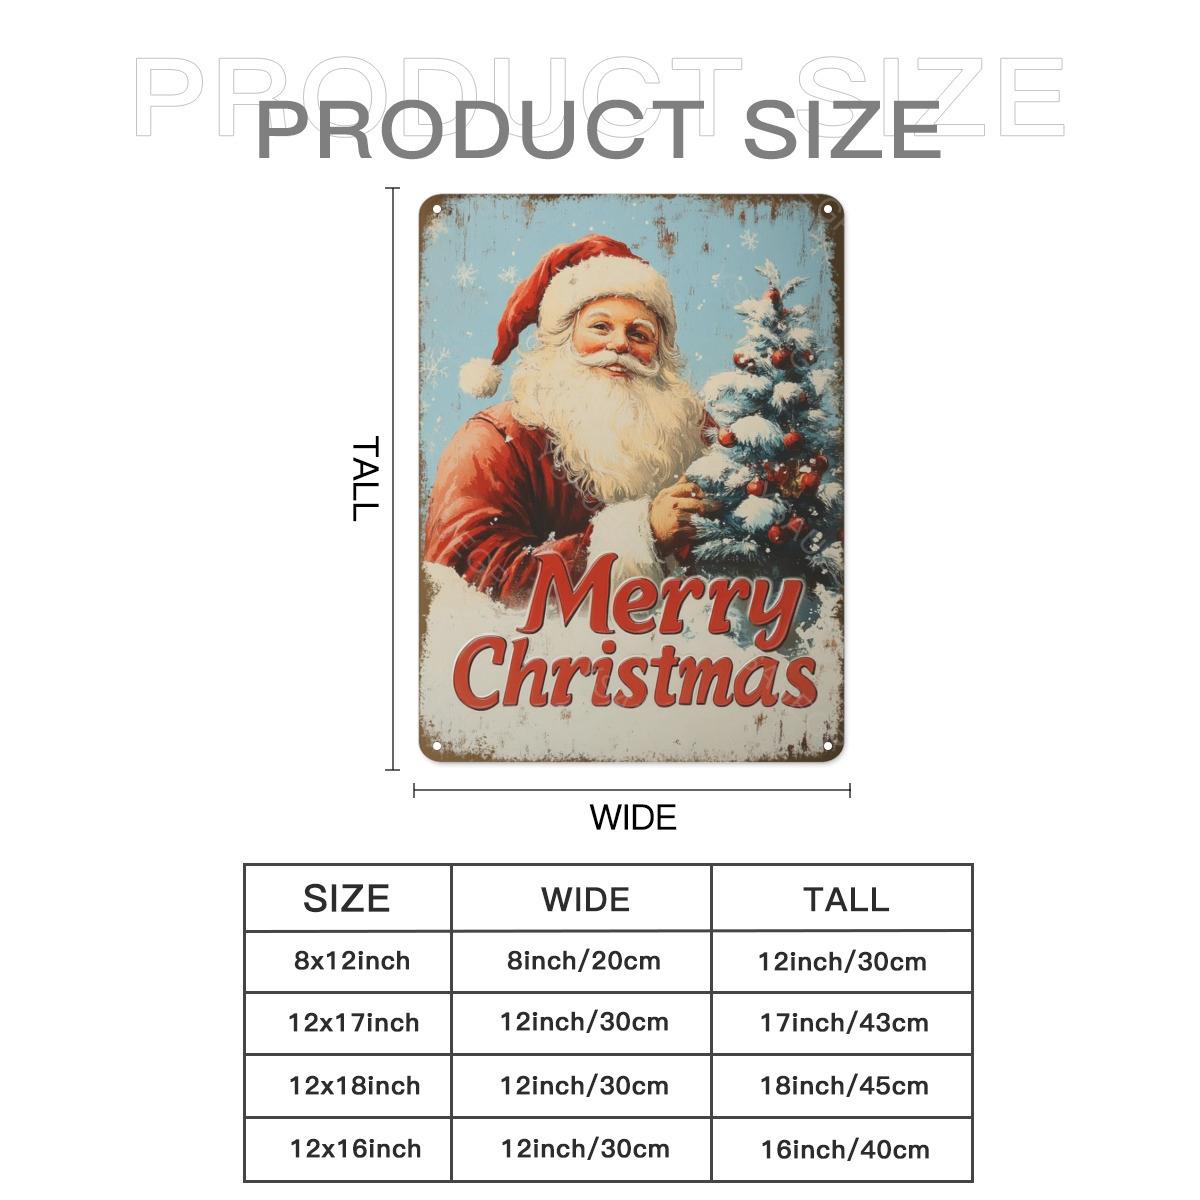 PRODUCT SIZE
PRODUCT SIZE
TALL
Merry
Christmas
WIDE
SIZE WIDE TALL
8x12inch 8inch/20cm 12inch/30cm
12x17inch 12inch/30cm 17inch/43cm
12x18inch 12inch/30cm 18inch/45cm
12x16inch 12inch/30cm 16inch/40cm